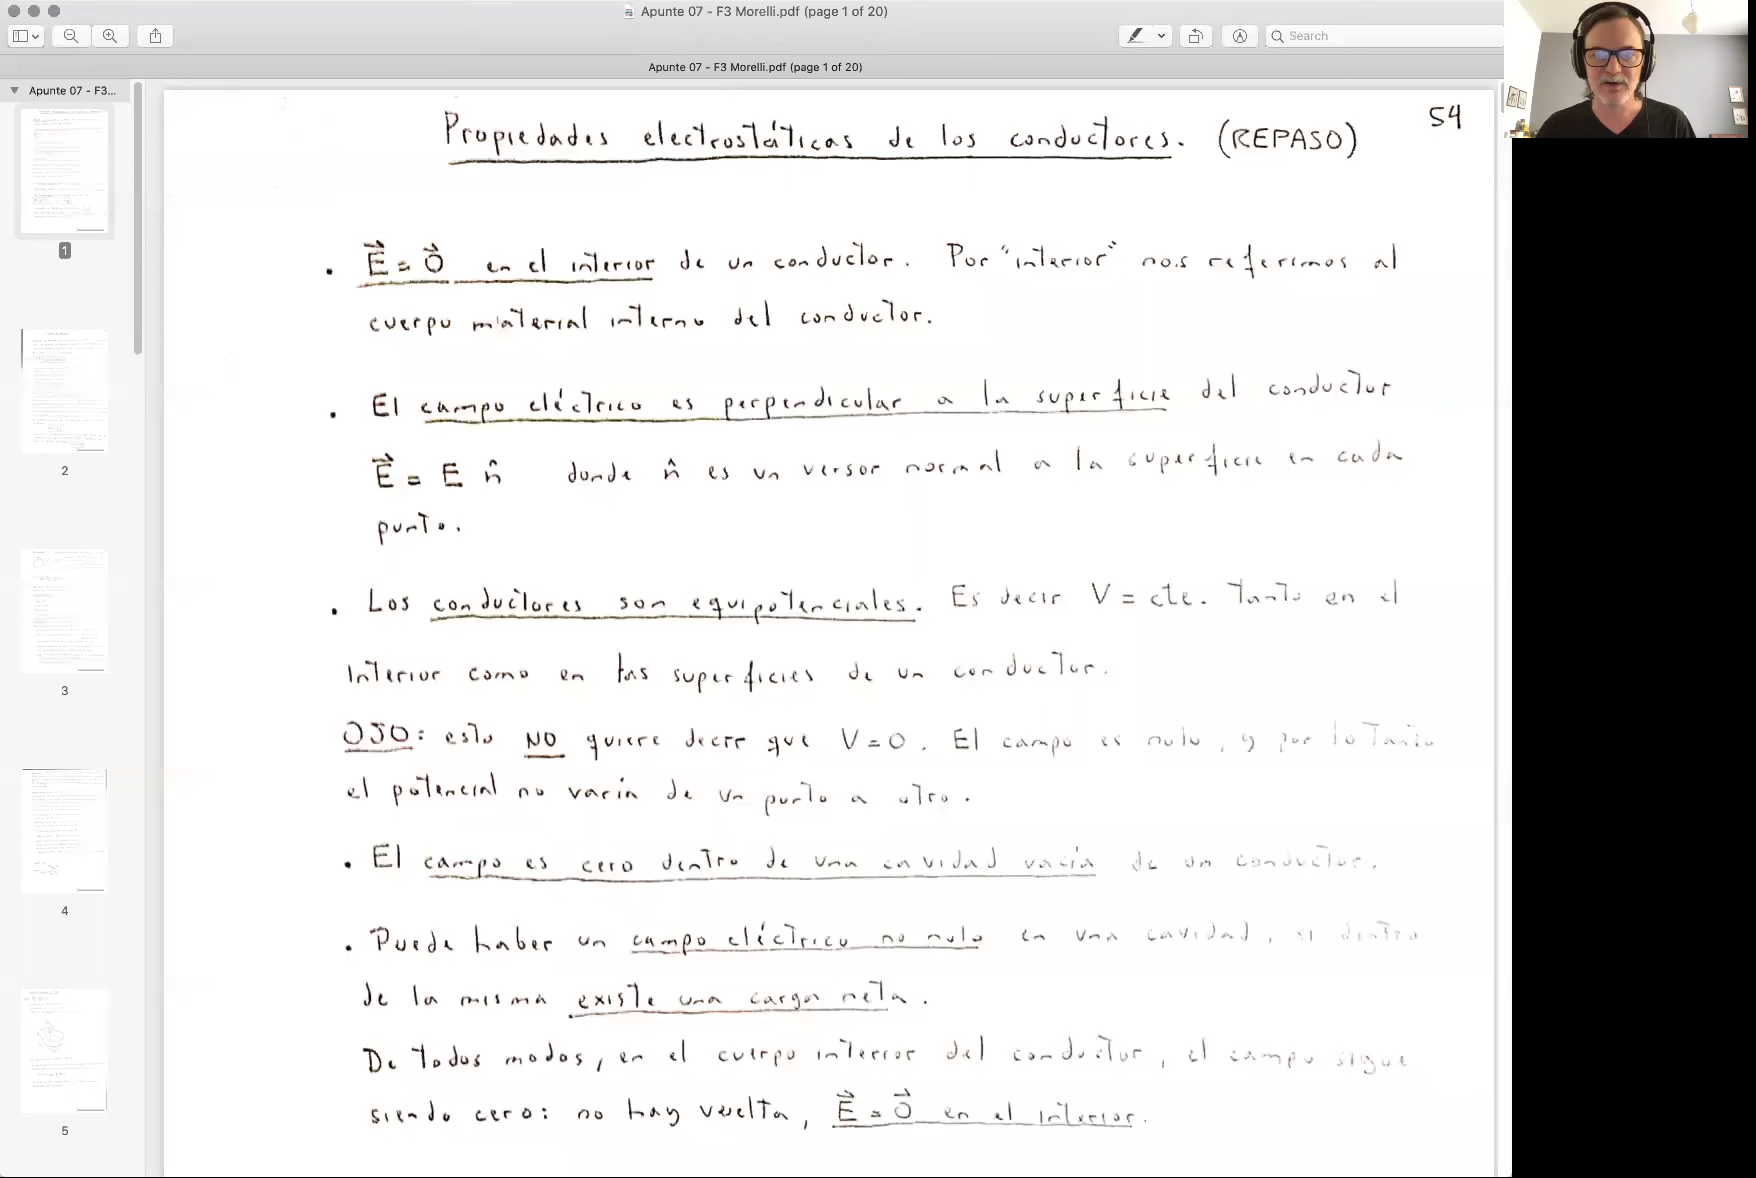 Apunte 07 - F3 Morelli.pdf (page 1 of 20)
Search
Apunte 07 - F3 Morelli.pdf (page 1 of 20)
Apunte 07 - F3...
1
2
3
4
5
54
Propiedades electrostáticas de los conductores. (REPASO)
• E⃗ = 0⃗ en el interior de un conductor. Por "interior" nos referimos al
cuerpo material interno del conductor.
• El campo eléctrico es perpendicular a la superficie del conductor
E⃗ = E n̂ donde n̂ es un versor normal a la superficie en cada
punto.
• Los conductores son equipotenciales. Es decir V = cte. Tanto en el
interior como en las superficies de un conductor.
OJO: esto NO quiere decir que V = 0. El campo es nulo, y por lo tanto
el potencial no varía de un punto a otro.
• El campo es cero dentro de una cavidad vacía de un conductor.
• Puede haber un campo eléctrico no nulo en una cavidad, si dentro
de la misma existe una carga neta.
De todos modos, en el cuerpo interior del conductor, el campo sigue
siendo cero: no hay vuelta, E⃗ = 0⃗ en el interior.